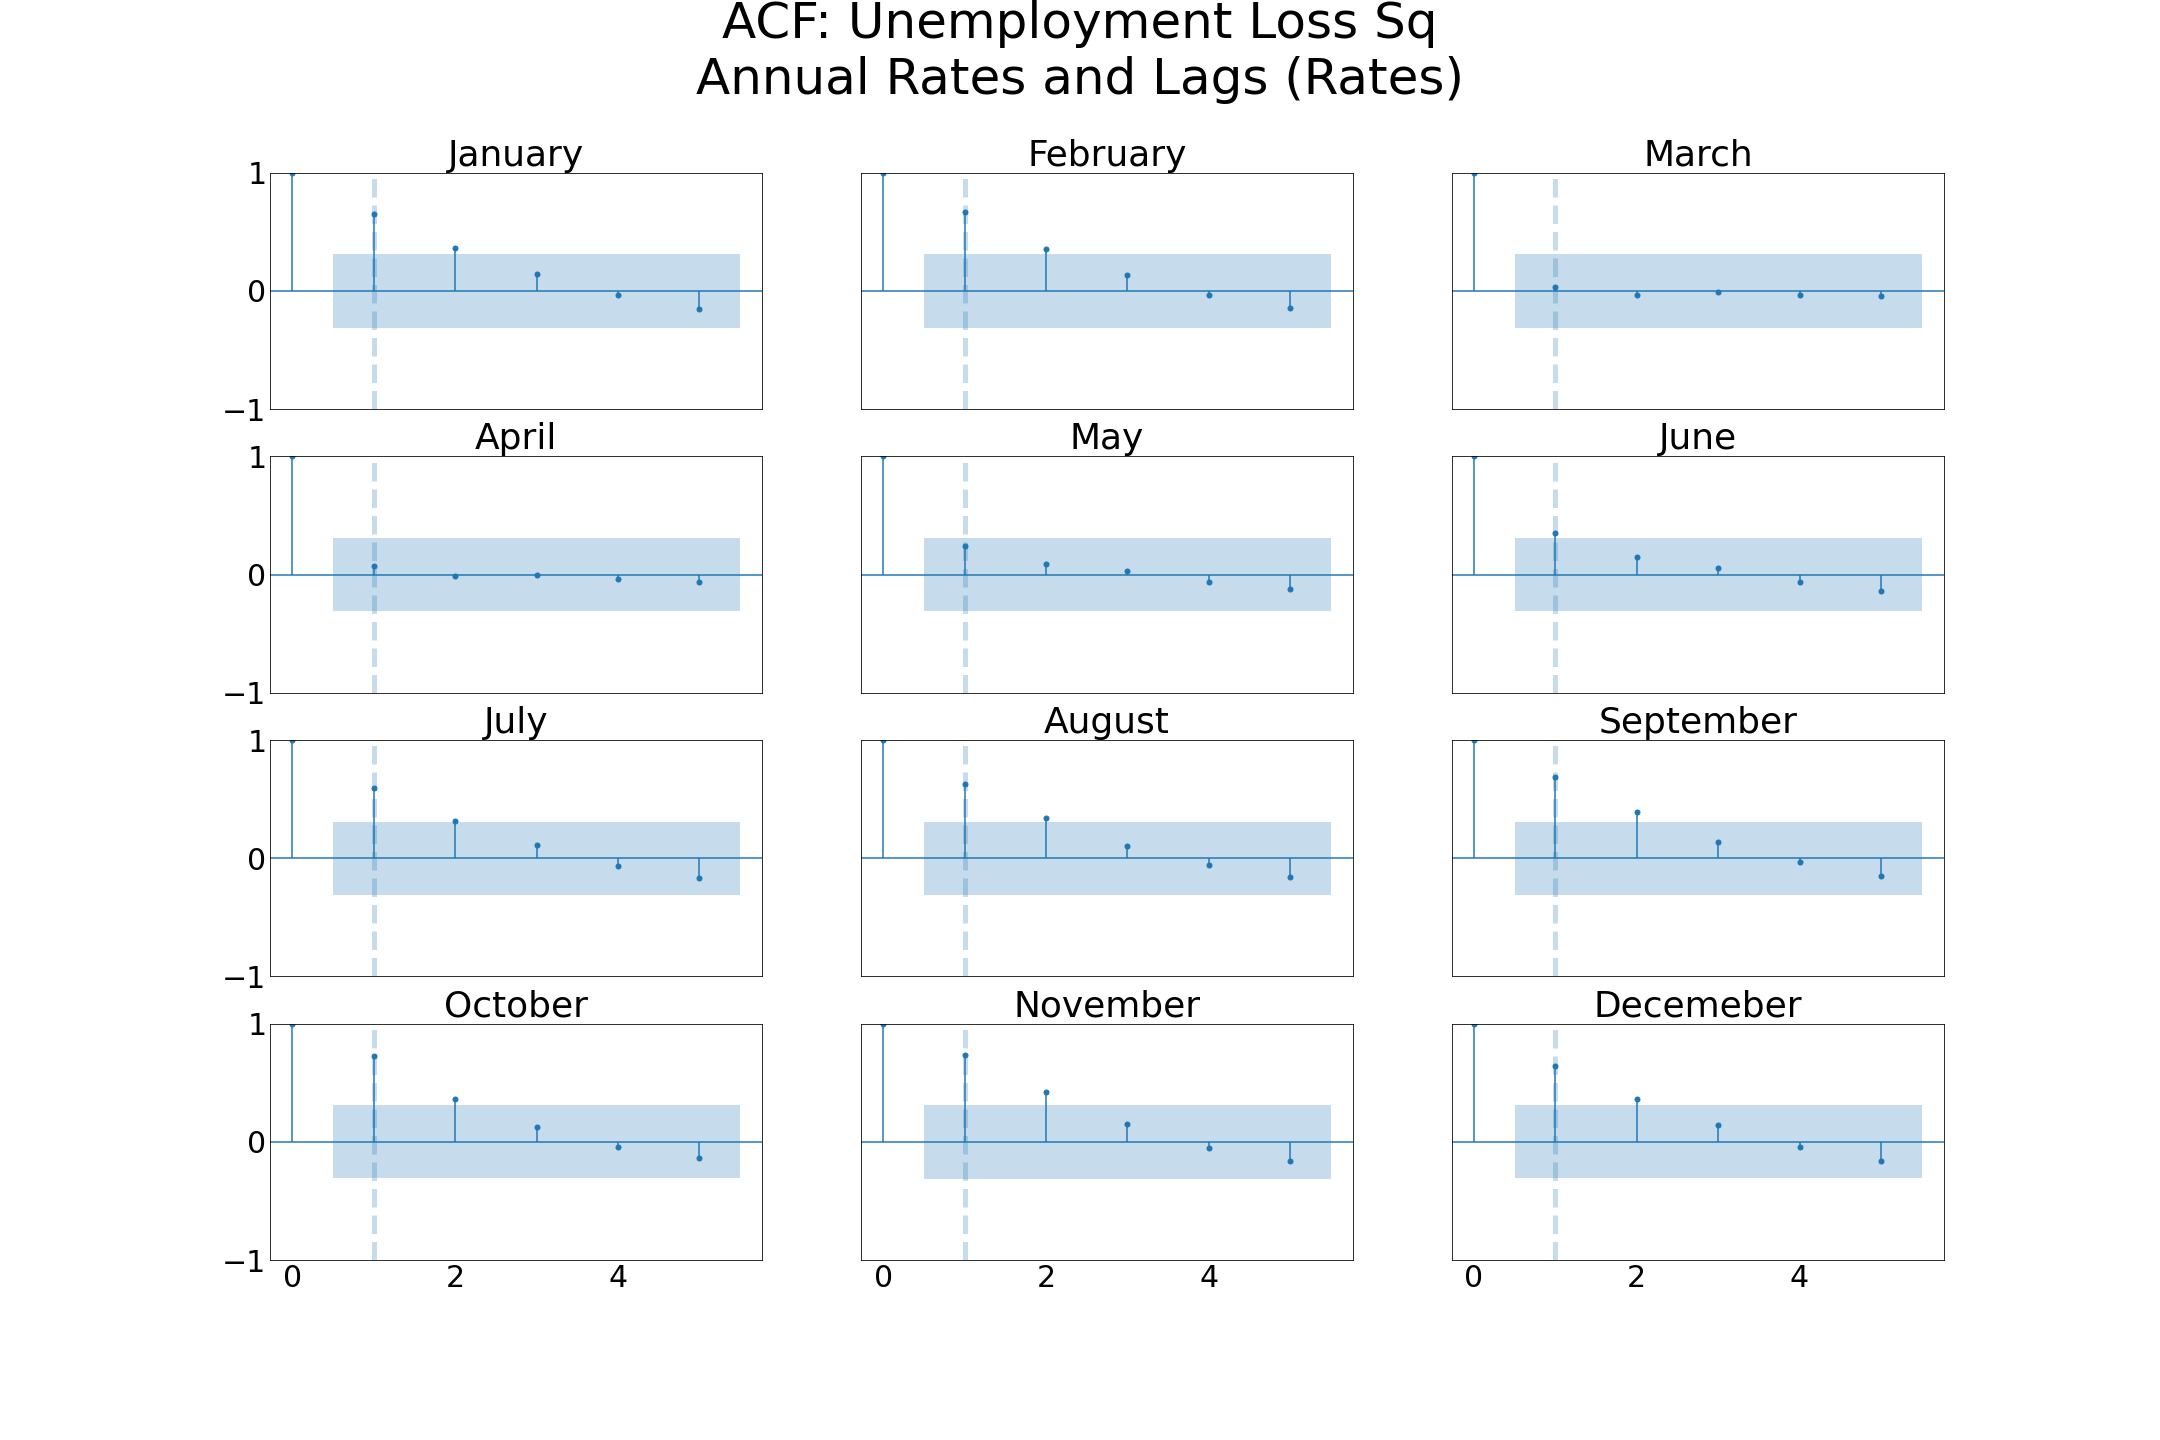 ACF: Unemployment Loss Sq
Annual Rates and Lags (Rates)
January
February
March
1
0
−1
April
May
June
1
0
−1
July
August
September
1
0
−1
October
November
Decemeber
1
0
−1
0 2 4
0 2 4
0 2 4